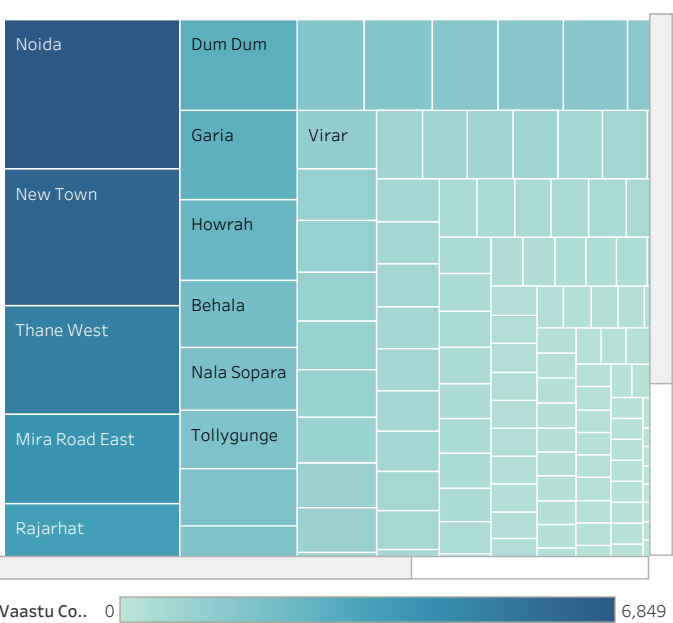 Noida
Dum Dum
Garia
Virar
New Town
Howrah
Behala
Thane West
Nala Sopara
Mira Road East
Tollygunge
Rajarhat
Vaastu Co.. 0 6,849